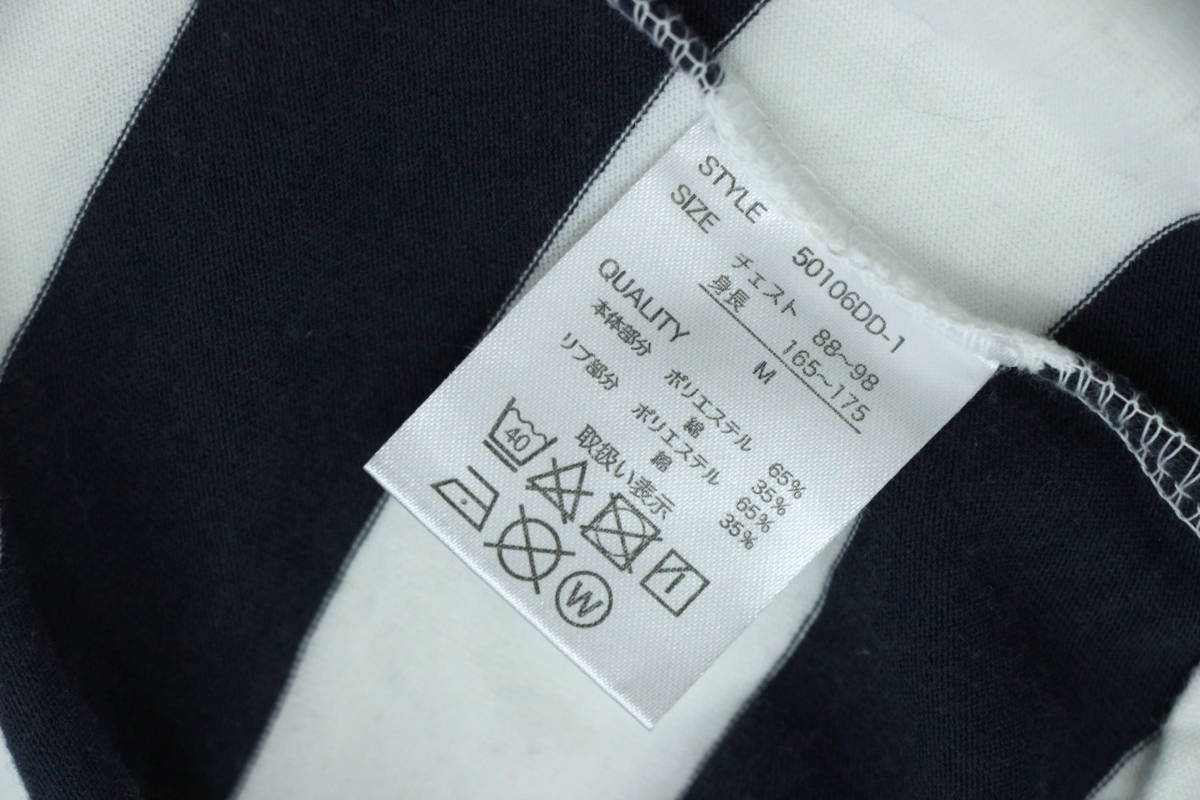 STYLE 50106DD-1
SIZE
チェスト 88~98
身長 165~175
M
QUALITY
本体部分 ポリエステル 65%
綿 35%
リブ部分 ポリエステル 65%
綿 35%
取扱い表示
40
W